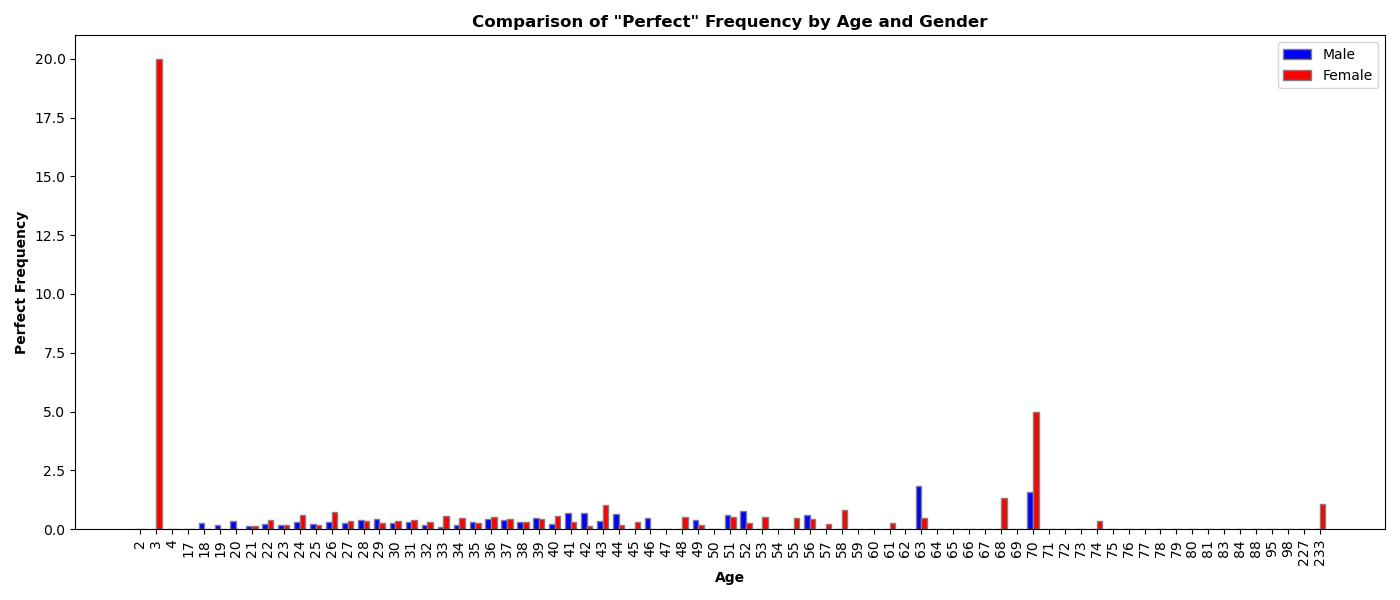 Comparison of "Perfect" Frequency by Age and Gender
Male
Female
20.0
17.5
15.0
12.5
10.0
7.5
5.0
2.5
0.0
Perfect Frequency
2 3 4 17 18 19 20 21 22 23 24 25 26 27 28 29 30 31 32 33 34 35 36 37 38 39 40 41 42 43 44 45 46 47 48 49 50 51 52 53 54 55 56 57 58 59 60 61 62 63 64 65 66 67 68 69 70 71 72 73 74 75 76 77 78 79 80 81 83 84 88 95 98 227 233
Age